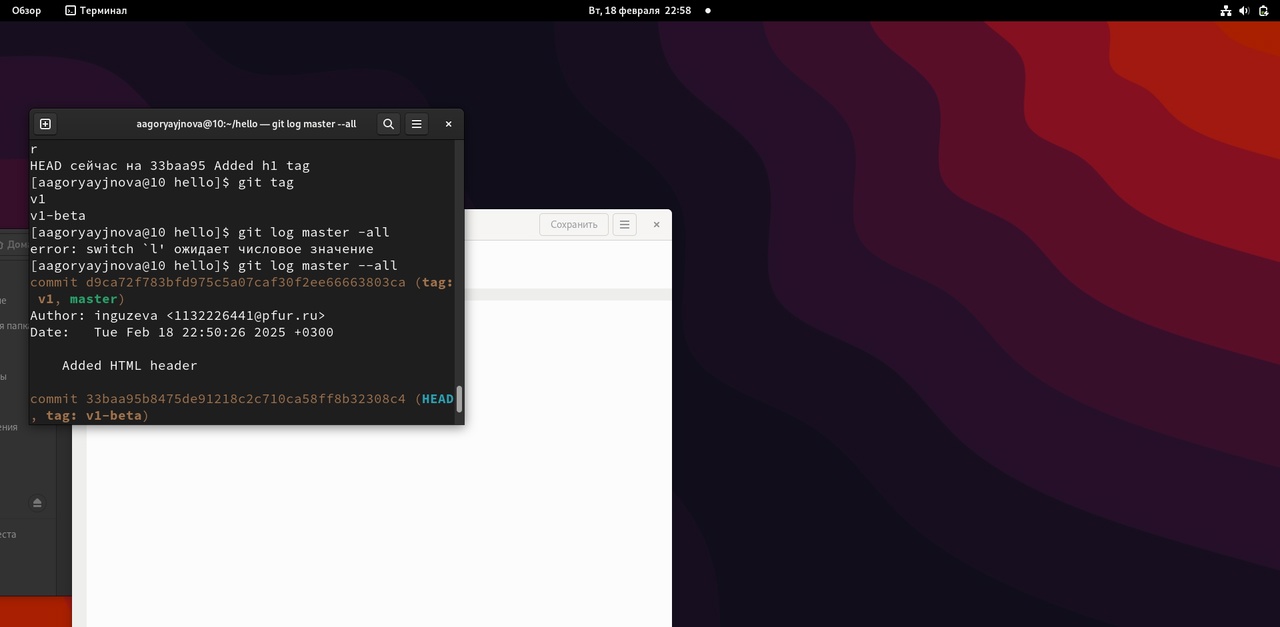 Обзор
Терминал
Вт, 18 февраля 22:58
aagoryayjnova@10:~/hello — git log master --all
r
HEAD сейчас на 33baa95 Added h1 tag
[aagoryayjnova@10 hello]$ git tag
v1
v1-beta
[aagoryayjnova@10 hello]$ git log master -all
error: switch `l' ожидает числовое значение
[aagoryayjnova@10 hello]$ git log master --all
commit d9ca72f783bfd975c5a07caf30f2ee66663803ca (tag:
v1, master)
Author: inguzeva <1132226441@pfur.ru>
Date:   Tue Feb 18 22:50:26 2025 +0300
Added HTML header
commit 33baa95b8475de91218c2c710ca58ff8b32308c4 (HEAD
, tag: v1-beta)
Сохранить
Дом
ие
я папк
ы
ения
еста